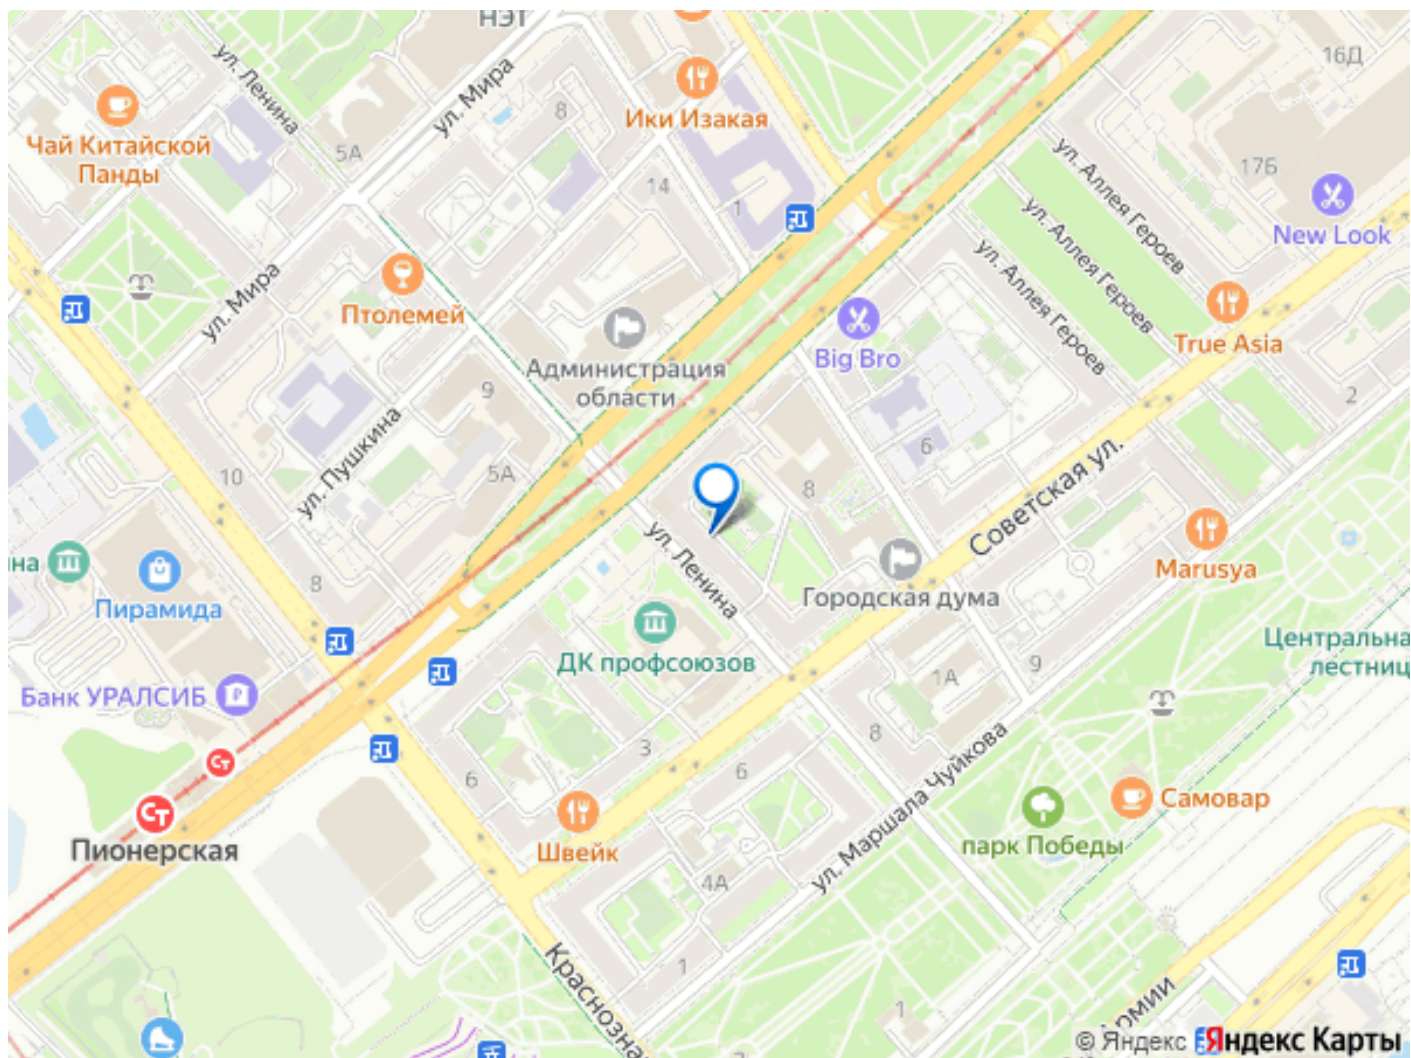 НЭТ
ул. Ленина
ул. Мира
16Д
Чай Китайской
Панды
5А
8
Ики Изакая
14
1
ул. Аллея Героев
17Б
New Look
ул. Аллея Героев
ул. Аллея Героев
ул. Мира
Птолемей
Администрация
области
Big Bro
True Asia
9
2
10
ул. Пушкина
5А
6
8
Советская ул.
на
Пирамида
8
ул. Ленина
Городская дума
Marusya
ДК профсоюзов
Центральна
лестниц
9
1А
Банк УРАЛСИБ
3
8
6
6
ул. Маршала Чуйкова
Ст
Ст
Пионерская
Швейк
4А
Самовар
парк Победы
Краснозна
1
1
Армии
© Яндекс
Яндекс Карты